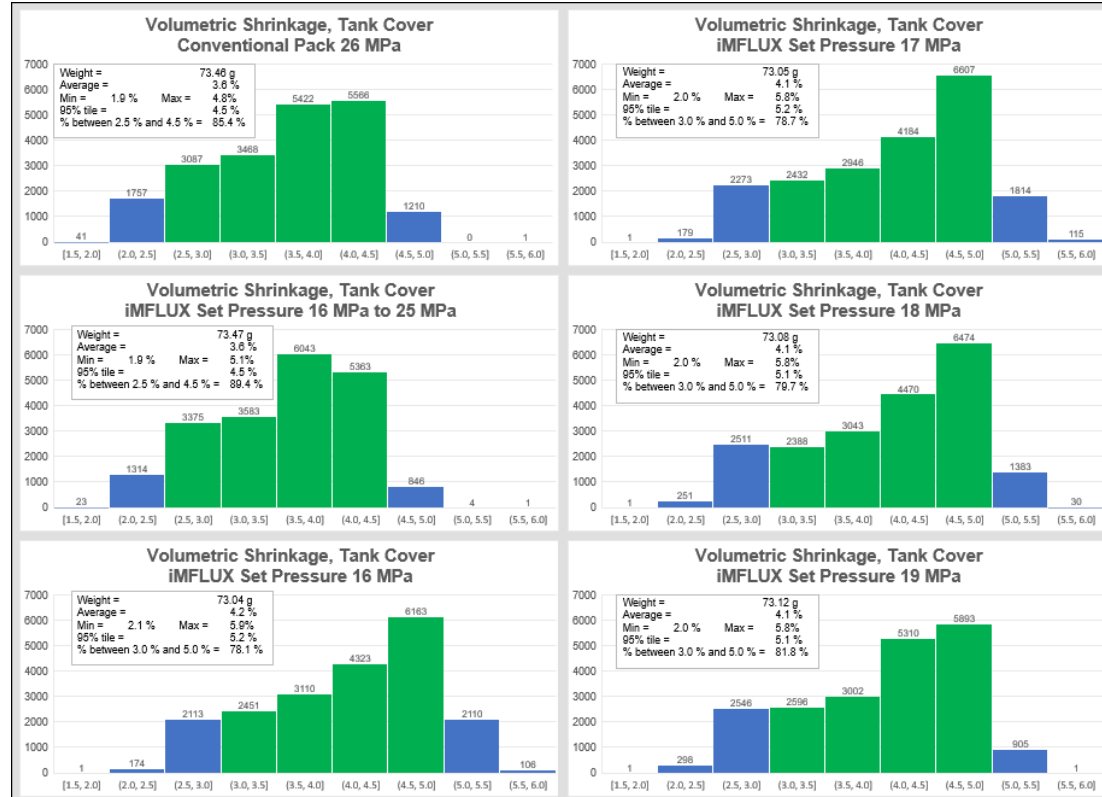 Volumetric Shrinkage, Tank Cover
Conventional Pack 26 MPa
Weight = 73.46 g
Average = 3.6 %
Min = 1.9 % Max = 4.8%
95% tile = 4.5 %
% between 2.5 % and 4.5 % = 85.4 %
7000
6000
5000
4000
3000
2000
1000
0
41 1757 3087 3468 5422 5566 1210 0 1
[1.5, 2.0] (2.0, 2.5] (2.5, 3.0] (3.0, 3.5] (3.5, 4.0] (4.0, 4.5] (4.5, 5.0] (5.0, 5.5] (5.5, 6.0]
Volumetric Shrinkage, Tank Cover
iMFLUX Set Pressure 17 MPa
Weight = 73.05 g
Average = 4.1 %
Min = 2.0 % Max = 5.8%
95% tile = 5.2 %
% between 3.0 % and 5.0 % = 78.7 %
7000
6000
5000
4000
3000
2000
1000
0
1 179 2273 2432 2946 4184 6607 1814 115
[1.5, 2.0] (2.0, 2.5] (2.5, 3.0] (3.0, 3.5] (3.5, 4.0] (4.0, 4.5] (4.5, 5.0] (5.0, 5.5] (5.5, 6.0]
Volumetric Shrinkage, Tank Cover
iMFLUX Set Pressure 16 MPa to 25 MPa
Weight = 73.47 g
Average = 3.6 %
Min = 1.9 % Max = 5.1%
95% tile = 4.5 %
% between 2.5 % and 4.5 % = 89.4 %
7000
6000
5000
4000
3000
2000
1000
0
23 1314 3375 3583 6043 5363 846 4 1
[1.5, 2.0] (2.0, 2.5] (2.5, 3.0] (3.0, 3.5] (3.5, 4.0] (4.0, 4.5] (4.5, 5.0] (5.0, 5.5] (5.5, 6.0]
Volumetric Shrinkage, Tank Cover
iMFLUX Set Pressure 18 MPa
Weight = 73.08 g
Average = 4.1 %
Min = 2.0 % Max = 5.8%
95% tile = 5.1 %
% between 3.0 % and 5.0 % = 79.7 %
7000
6000
5000
4000
3000
2000
1000
0
1 251 2511 2388 3043 4470 6474 1383 30
[1.5, 2.0] (2.0, 2.5] (2.5, 3.0] (3.0, 3.5] (3.5, 4.0] (4.0, 4.5] (4.5, 5.0] (5.0, 5.5] (5.5, 6.0]
Volumetric Shrinkage, Tank Cover
iMFLUX Set Pressure 16 MPa
Weight = 73.04 g
Average = 4.2 %
Min = 2.1 % Max = 5.9%
95% tile = 5.2 %
% between 3.0 % and 5.0 % = 78.1 %
7000
6000
5000
4000
3000
2000
1000
0
1 174 2113 2451 3110 4323 6163 2110 106
[1.5, 2.0] (2.0, 2.5] (2.5, 3.0] (3.0, 3.5] (3.5, 4.0] (4.0, 4.5] (4.5, 5.0] (5.0, 5.5] (5.5, 6.0]
Volumetric Shrinkage, Tank Cover
iMFLUX Set Pressure 19 MPa
Weight = 73.12 g
Average = 4.1 %
Min = 2.0 % Max = 5.8%
95% tile = 5.1 %
% between 3.0 % and 5.0 % = 81.8 %
7000
6000
5000
4000
3000
2000
1000
0
1 298 2546 2596 3002 5310 5893 905 1
[1.5, 2.0] (2.0, 2.5] (2.5, 3.0] (3.0, 3.5] (3.5, 4.0] (4.0, 4.5] (4.5, 5.0] (5.0, 5.5] (5.5, 6.0]